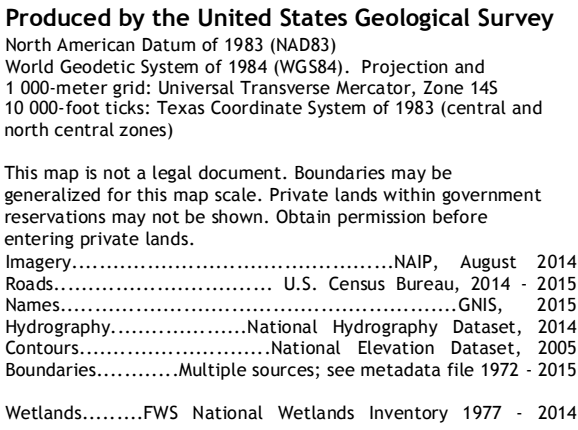 Produced by the United States Geological Survey
North American Datum of 1983 (NAD83)
World Geodetic System of 1984 (WGS84).  Projection and
1 000-meter grid: Universal Transverse Mercator, Zone 14S
10 000-foot ticks: Texas Coordinate System of 1983 (central and
north central zones)
This map is not a legal document. Boundaries may be
generalized for this map scale. Private lands within government
reservations may not be shown. Obtain permission before
entering private lands.
Imagery..............................................NAIP, August 2014
Roads............................... U.S. Census Bureau, 2014 - 2015
Names........................................................GNIS, 2015
Hydrography....................National Hydrography Dataset, 2014
Contours...........................National Elevation Dataset, 2005
Boundaries............Multiple sources; see metadata file 1972 - 2015
Wetlands.........FWS National Wetlands Inventory 1977 - 2014